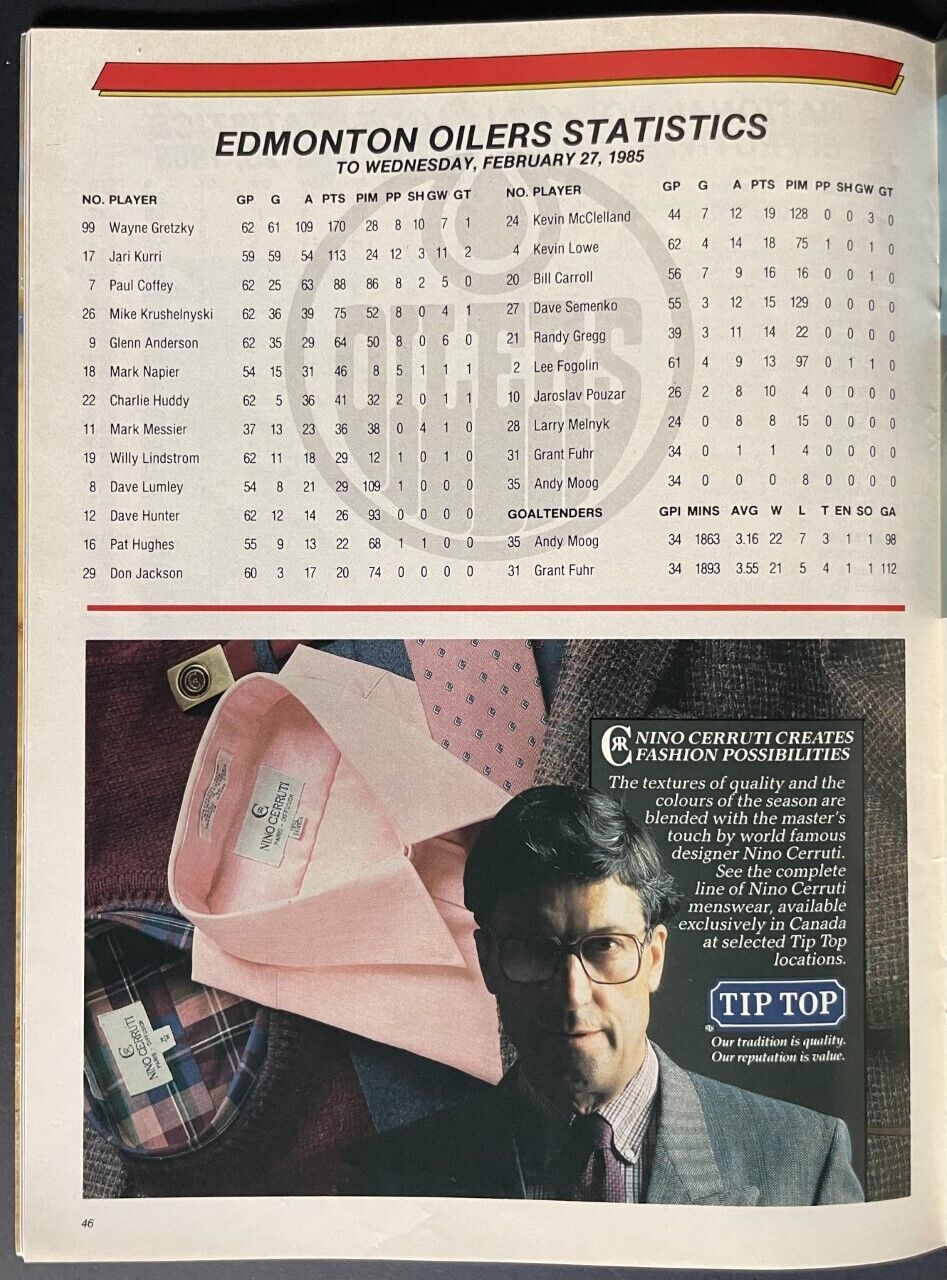 EDMONTON OILERS STATISTICS
TO WEDNESDAY, FEBRUARY 27, 1985
NO. PLAYER GP G A PTS PIM PP SH GW GT
99 Wayne Gretzky 62 61 109 170 28 8 10 7 1
17 Jari Kurri 59 59 54 113 24 12 3 11 2
7 Paul Coffey 62 25 63 88 86 8 2 5 0
26 Mike Krushelnyski 62 36 39 75 52 8 0 4 1
9 Glenn Anderson 62 35 29 64 50 8 0 6 0
18 Mark Napier 54 15 31 46 8 5 1 1 1
22 Charlie Huddy 62 5 36 41 32 2 0 1 1
11 Mark Messier 37 13 23 36 38 0 4 1 0
19 Willy Lindstrom 62 11 18 29 12 1 0 1 0
8 Dave Lumley 54 8 21 29 109 1 0 0 0
12 Dave Hunter 62 12 14 26 93 0 0 0 0
16 Pat Hughes 55 9 13 22 68 1 1 0 0
29 Don Jackson 60 3 17 20 74 0 0 0 0
NO. PLAYER GP G A PTS PIM PP SH GW GT
24 Kevin McClelland 44 7 12 19 128 0 0 3 0
4 Kevin Lowe 62 4 14 18 75 1 0 1 0
20 Bill Carroll 56 7 9 16 16 0 0 1 0
27 Dave Semenko 55 3 12 15 129 0 0 0 0
21 Randy Gregg 39 3 11 14 22 0 0 0 0
2 Lee Fogolin 61 4 9 13 97 0 1 1 0
10 Jaroslav Pouzar 26 2 8 10 4 0 0 0 0
28 Larry Melnyk 24 0 8 8 15 0 0 0 0
31 Grant Fuhr 34 0 1 1 4 0 0 0 0
35 Andy Moog 34 0 0 0 8 0 0 0 0
GOALTENDERS GPI MINS AVG W L T EN SO GA
35 Andy Moog 34 1863 3.16 22 7 3 1 1 98
31 Grant Fuhr 34 1893 3.55 21 5 4 1 1 112
OILERS
NINO CERRUTI
NINO CERRUTI
NINO CERRUTI CREATES
FASHION POSSIBILITIES
The textures of quality and the
colours of the season are
blended with the master's
touch by world famous
designer Nino Cerruti.
See the complete
line of Nino Cerruti
menswear, available
exclusively in Canada
at selected Tip Top
locations.
TIP TOP
Our tradition is quality.
Our reputation is value.
46